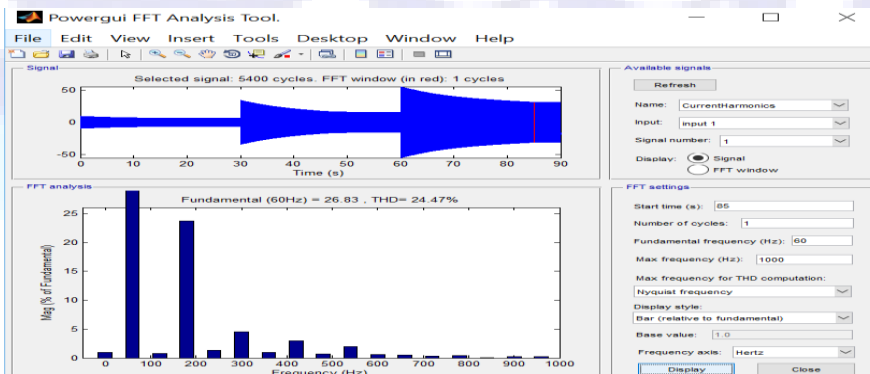 Powergui FFT Analysis Tool.
File Edit View Insert Tools Desktop Window Help
Signal
Selected signal: 5400 cycles. FFT window (in red): 1 cycles
50
0
-50
0 10 20 30 40 50 60 70 80 90
Time (s)
FFT analysis
Fundamental (60Hz) = 26.83 , THD= 24.47%
25
20
15
10
5
0
Mag (% of Fundamental)
0 100 200 300 400 500 600 700 800 900 1000
Frequency (Hz)
Available signals
Refresh
Name: CurrentHarmonics
Input: input 1
Signal number: 1
Display: Signal
FFT window
FFT settings
Start time (s): 85
Number of cycles: 1
Fundamental frequency (Hz): 60
Max frequency (Hz): 1000
Max frequency for THD computation:
Nyquist frequency
Display style:
Bar (relative to fundamental)
Base value: 1.0
Frequency axis: Hertz
Display Close